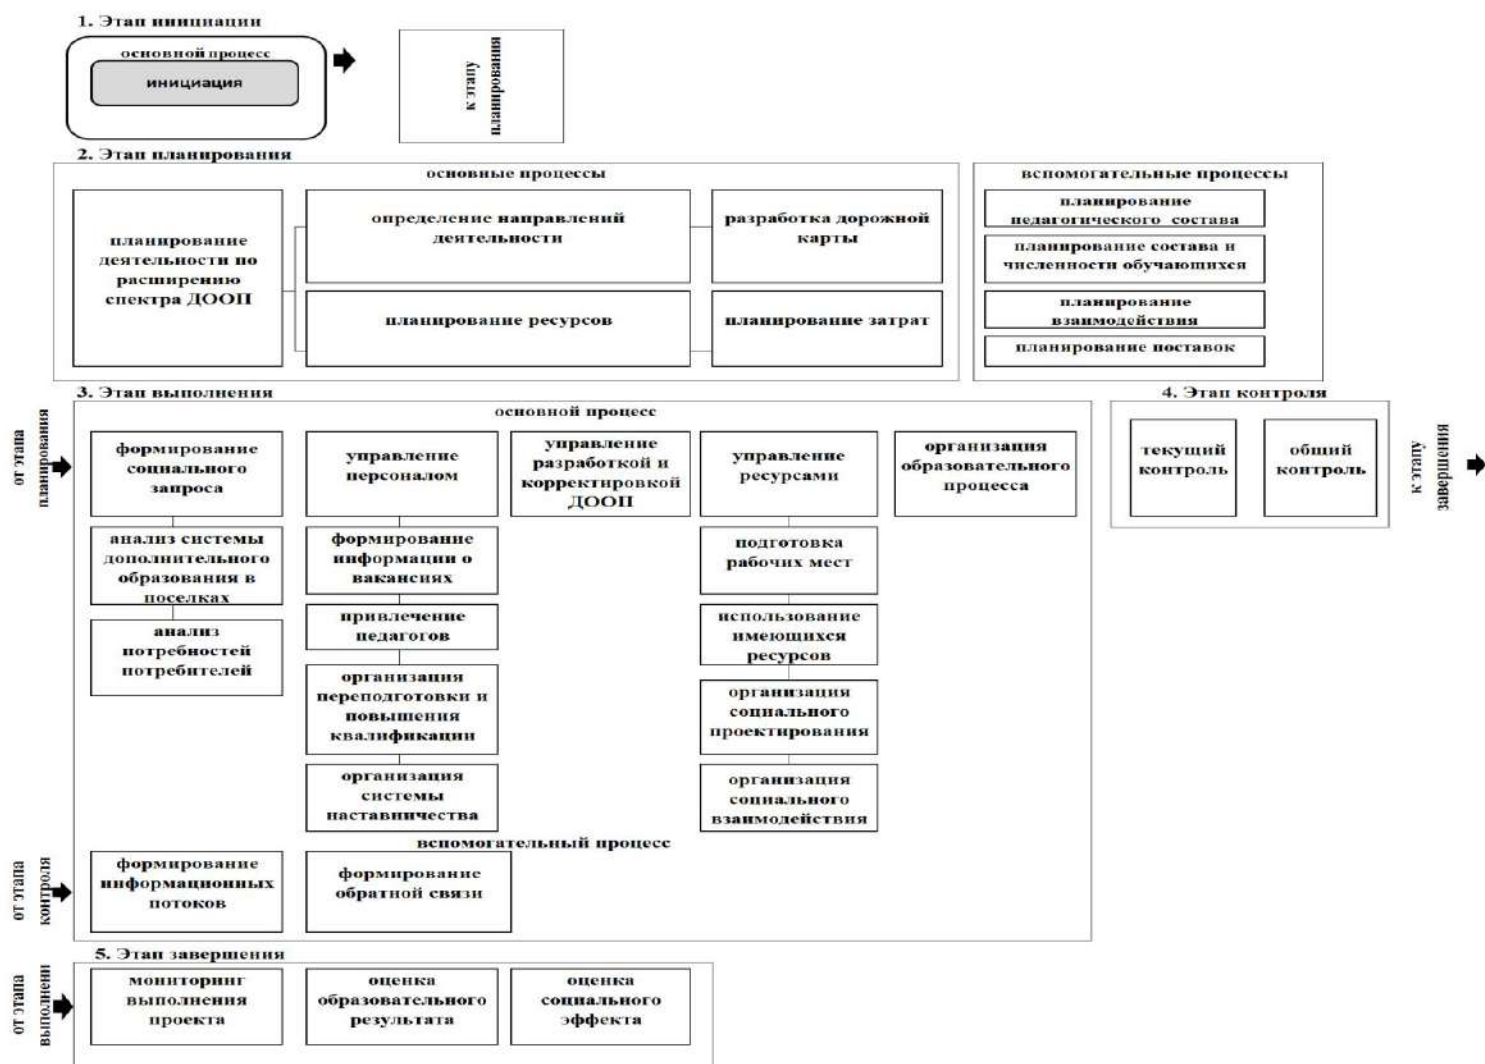 1. Этап инициации
основной процесс
инициация
к этапу
планирования
2. Этап планирования
основные процессы
планирование
деятельности по
расширению
спектра ДООП
определение направлений
деятельности
разработка дорожной
карты
планирование ресурсов
планирование затрат
вспомогательные процессы
планирование
педагогического состава
планирование состава и
численности обучающихся
планирование
взаимодействия
планирование поставок
3. Этап выполнения
от этапа
планирования
основной процесс
формирование
социального
запроса
анализ системы
дополнительного
образования в
поселках
анализ
потребностей
потребителей
управление
персоналом
формирование
информации о
вакансиях
привлечение
педагогов
организация
переподготовки и
повышения
квалификации
организация
системы
наставничества
управление
разработкой и
корректировкой
ДООП
управление
ресурсами
подготовка
рабочих мест
использование
имеющихся
ресурсов
организация
социального
проектирования
организация
социального
взаимодействия
организация
образовательного
процесса
4. Этап контроля
текущий
контроль
общий
контроль
к этапу
завершения
вспомогательный процесс
от этапа
контроля
формирование
информационных
потоков
формирование
обратной связи
5. Этап завершения
от этапа
выполнени
мониторинг
выполнения
проекта
оценка
образовательного
результата
оценка
социального
эффекта